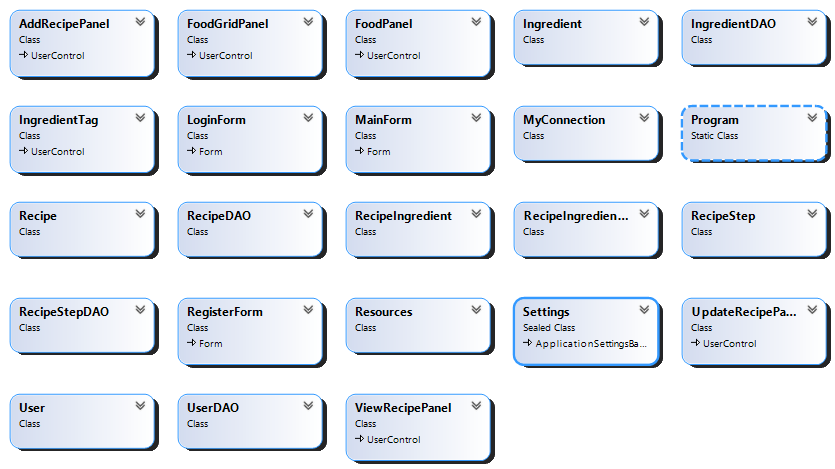 AddRecipePanel
Class
UserControl
FoodGridPanel
Class
UserControl
FoodPanel
Class
UserControl
Ingredient
Class
IngredientDAO
Class
IngredientTag
Class
UserControl
LoginForm
Class
Form
MainForm
Class
Form
MyConnection
Class
Program
Static Class
Recipe
Class
RecipeDAO
Class
RecipeIngredient
Class
RecipeIngredien...
Class
RecipeStep
Class
RecipeStepDAO
Class
RegisterForm
Class
Form
Resources
Class
Settings
Sealed Class
ApplicationSettingsBa...
UpdateRecipePa...
Class
UserControl
User
Class
UserDAO
Class
ViewRecipePanel
Class
UserControl